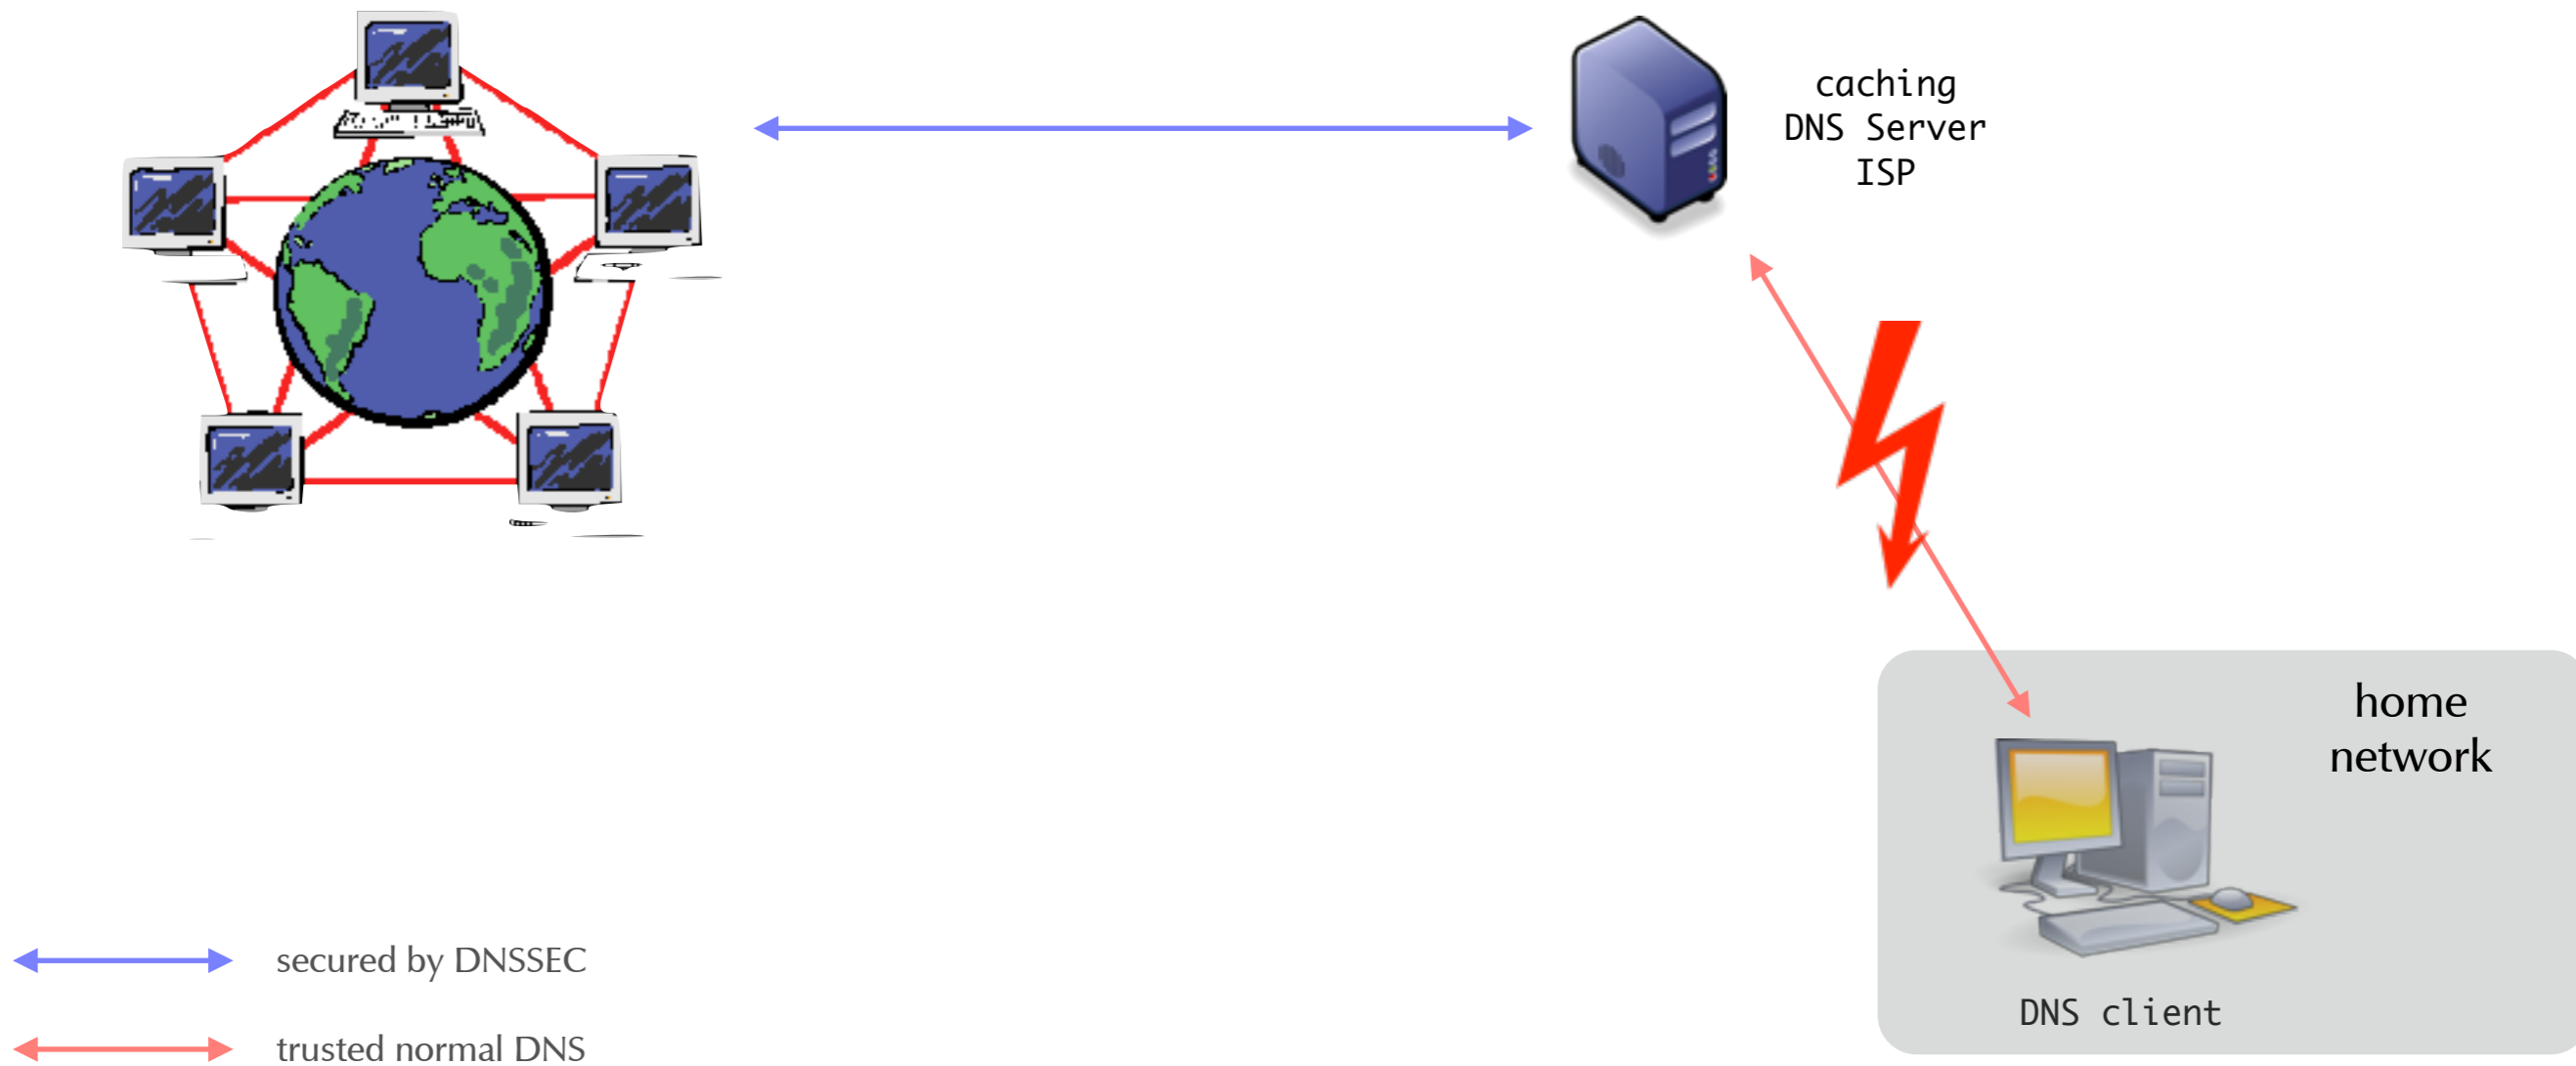 caching
DNS Server
ISP
home
network
DNS client
secured by DNSSEC
trusted normal DNS